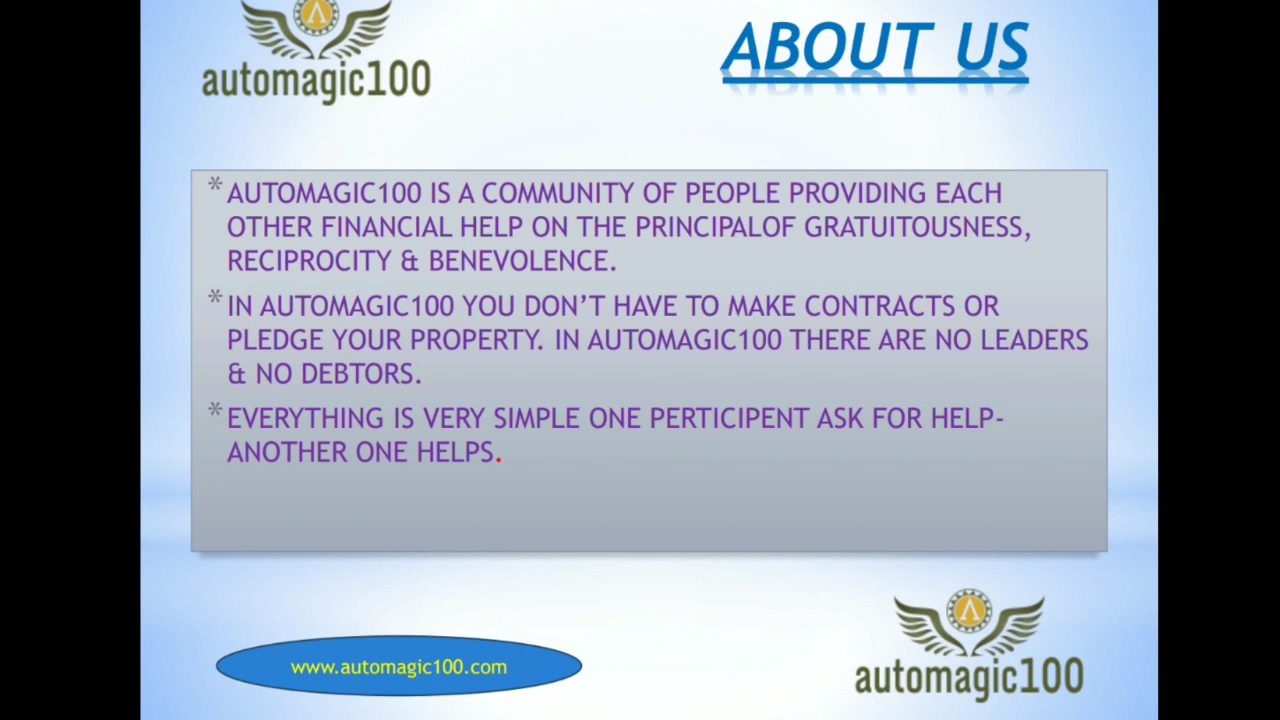 automagic100
ABOUT US
* AUTOMAGIC100 IS A COMMUNITY OF PEOPLE PROVIDING EACH
OTHER FINANCIAL HELP ON THE PRINCIPALOF GRATUITOUSNESS,
RECIPROCITY & BENEVOLENCE.
* IN AUTOMAGIC100 YOU DON’T HAVE TO MAKE CONTRACTS OR
PLEDGE YOUR PROPERTY. IN AUTOMAGIC100 THERE ARE NO LEADERS
& NO DEBTORS.
* EVERYTHING IS VERY SIMPLE ONE PERTICIPENT ASK FOR HELP-
ANOTHER ONE HELPS.
www.automagic100.com
automagic100